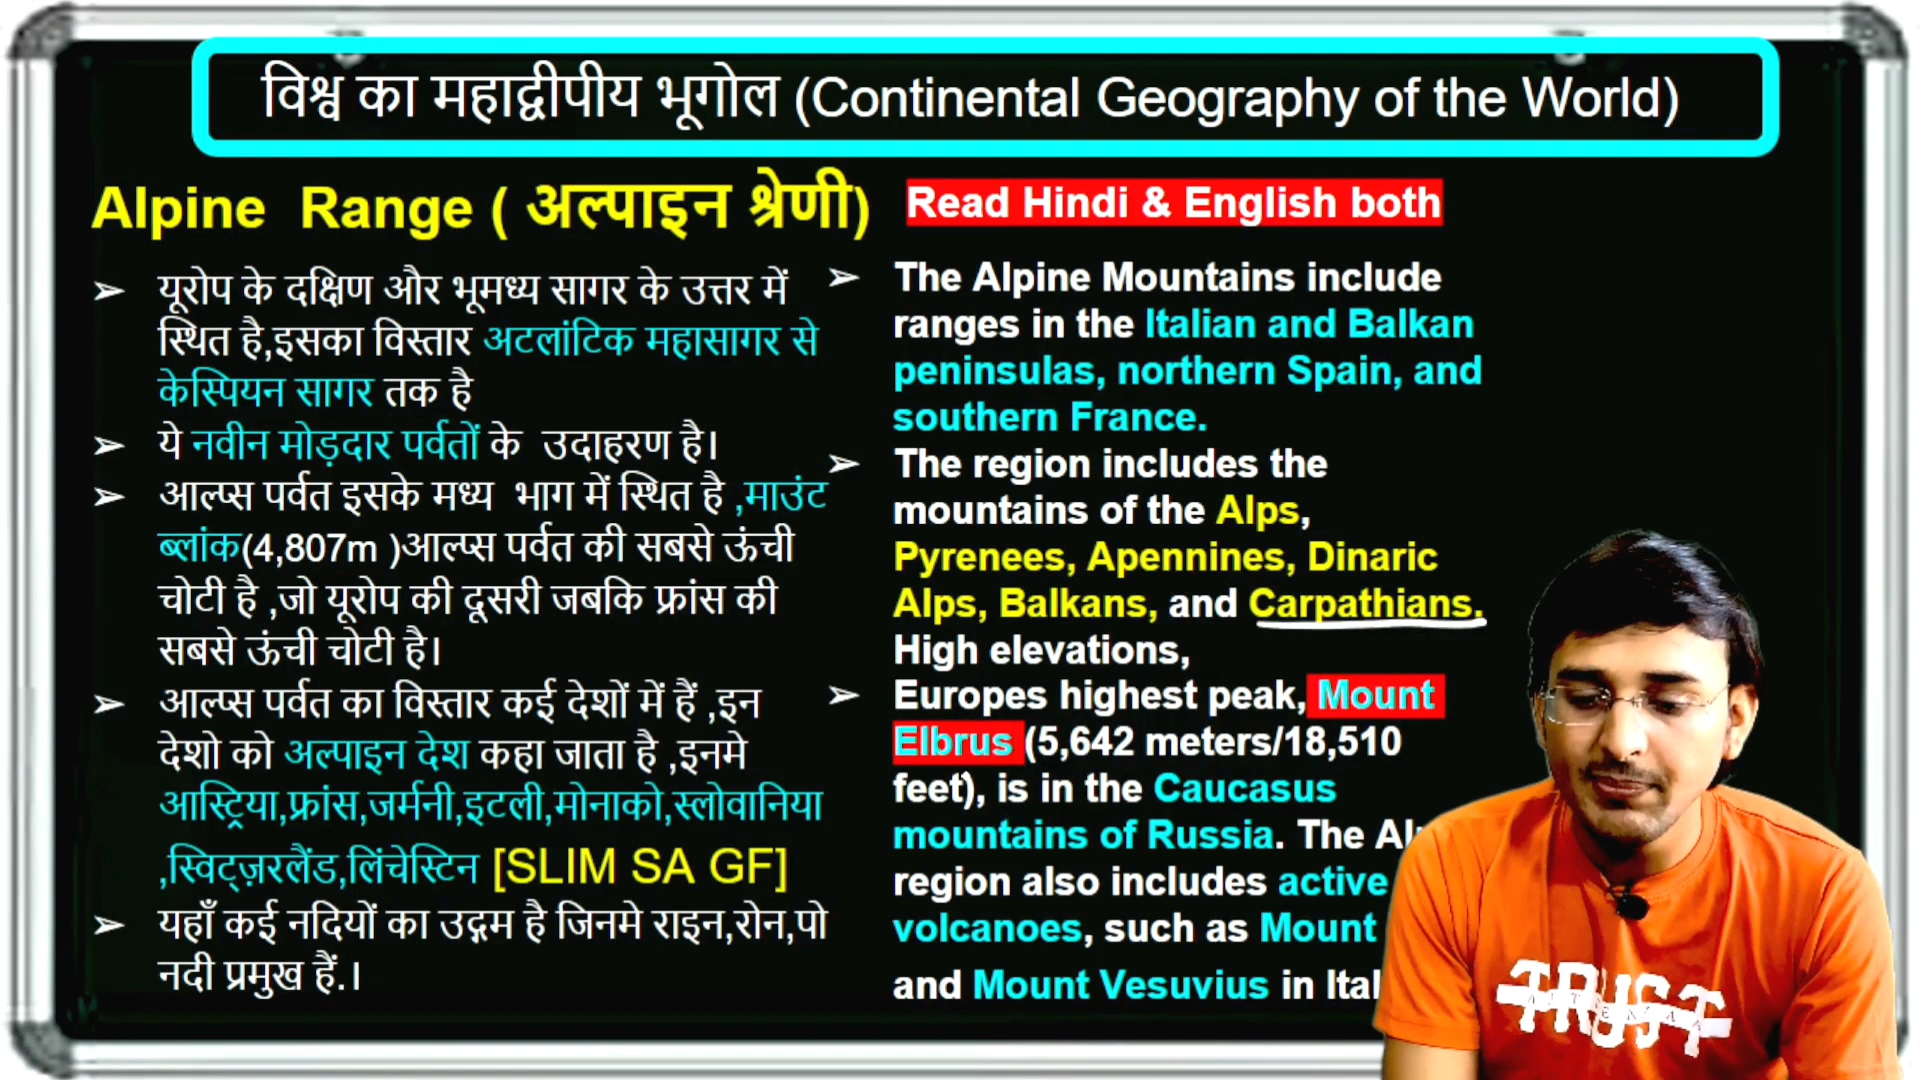 विश्व का महाद्वीपीय भूगोल (Continental Geography of the World)
Alpine Range ( अल्पाइन श्रेणी)
➢ यूरोप के दक्षिण और भूमध्य सागर के उत्तर में
स्थित है,इसका विस्तार अटलांटिक महासागर से
केस्पियन सागर तक है
➢ ये नवीन मोड़दार पर्वतों के उदाहरण है।
➢ आल्प्स पर्वत इसके मध्य भाग में स्थित है ,माउंट
ब्लांक(4,807m )आल्प्स पर्वत की सबसे ऊंची
चोटी है ,जो यूरोप की दूसरी जबकि फ्रांस की
सबसे ऊंची चोटी है।
➢ आल्प्स पर्वत का विस्तार कई देशों में हैं ,इन
देशो को अल्पाइन देश कहा जाता है ,इनमे
आस्ट्रिया,फ्रांस,जर्मनी,इटली,मोनाको,स्लोवानिया
,स्विट्ज़रलैंड,लिंचेस्टिन [SLIM SA GF]
➢ यहाँ कई नदियों का उद्गम है जिनमे राइन,रोन,पो
नदी प्रमुख हैं.।
Read Hindi & English both
➢ The Alpine Mountains include
ranges in the Italian and Balkan
peninsulas, northern Spain, and
southern France.
➢ The region includes the
mountains of the Alps,
Pyrenees, Apennines, Dinaric
Alps, Balkans, and Carpathians.
High elevations,
➢ Europes highest peak, Mount
Elbrus (5,642 meters/18,510
feet), is in the Caucasus
mountains of Russia. The
region also includes active
volcanoes, such as Mount
and Mount Vesuvius in
TRUST